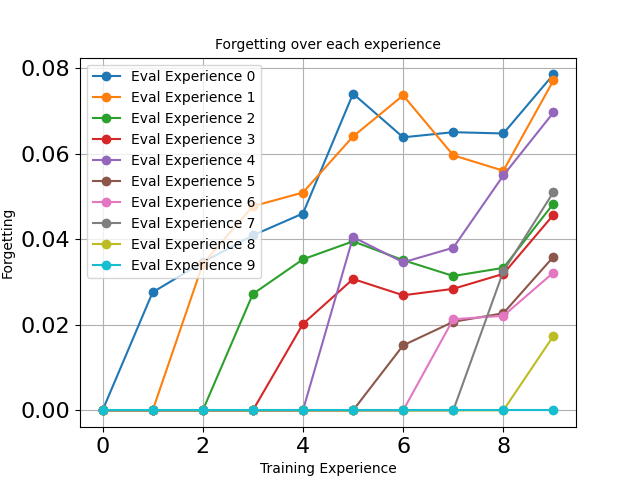 Forgetting over each experience
0.08
0.06
0.04
0.02
0.00
Forgetting
Eval Experience 0
Eval Experience 1
Eval Experience 2
Eval Experience 3
Eval Experience 4
Eval Experience 5
Eval Experience 6
Eval Experience 7
Eval Experience 8
Eval Experience 9
0 2 4 6 8
Training Experience